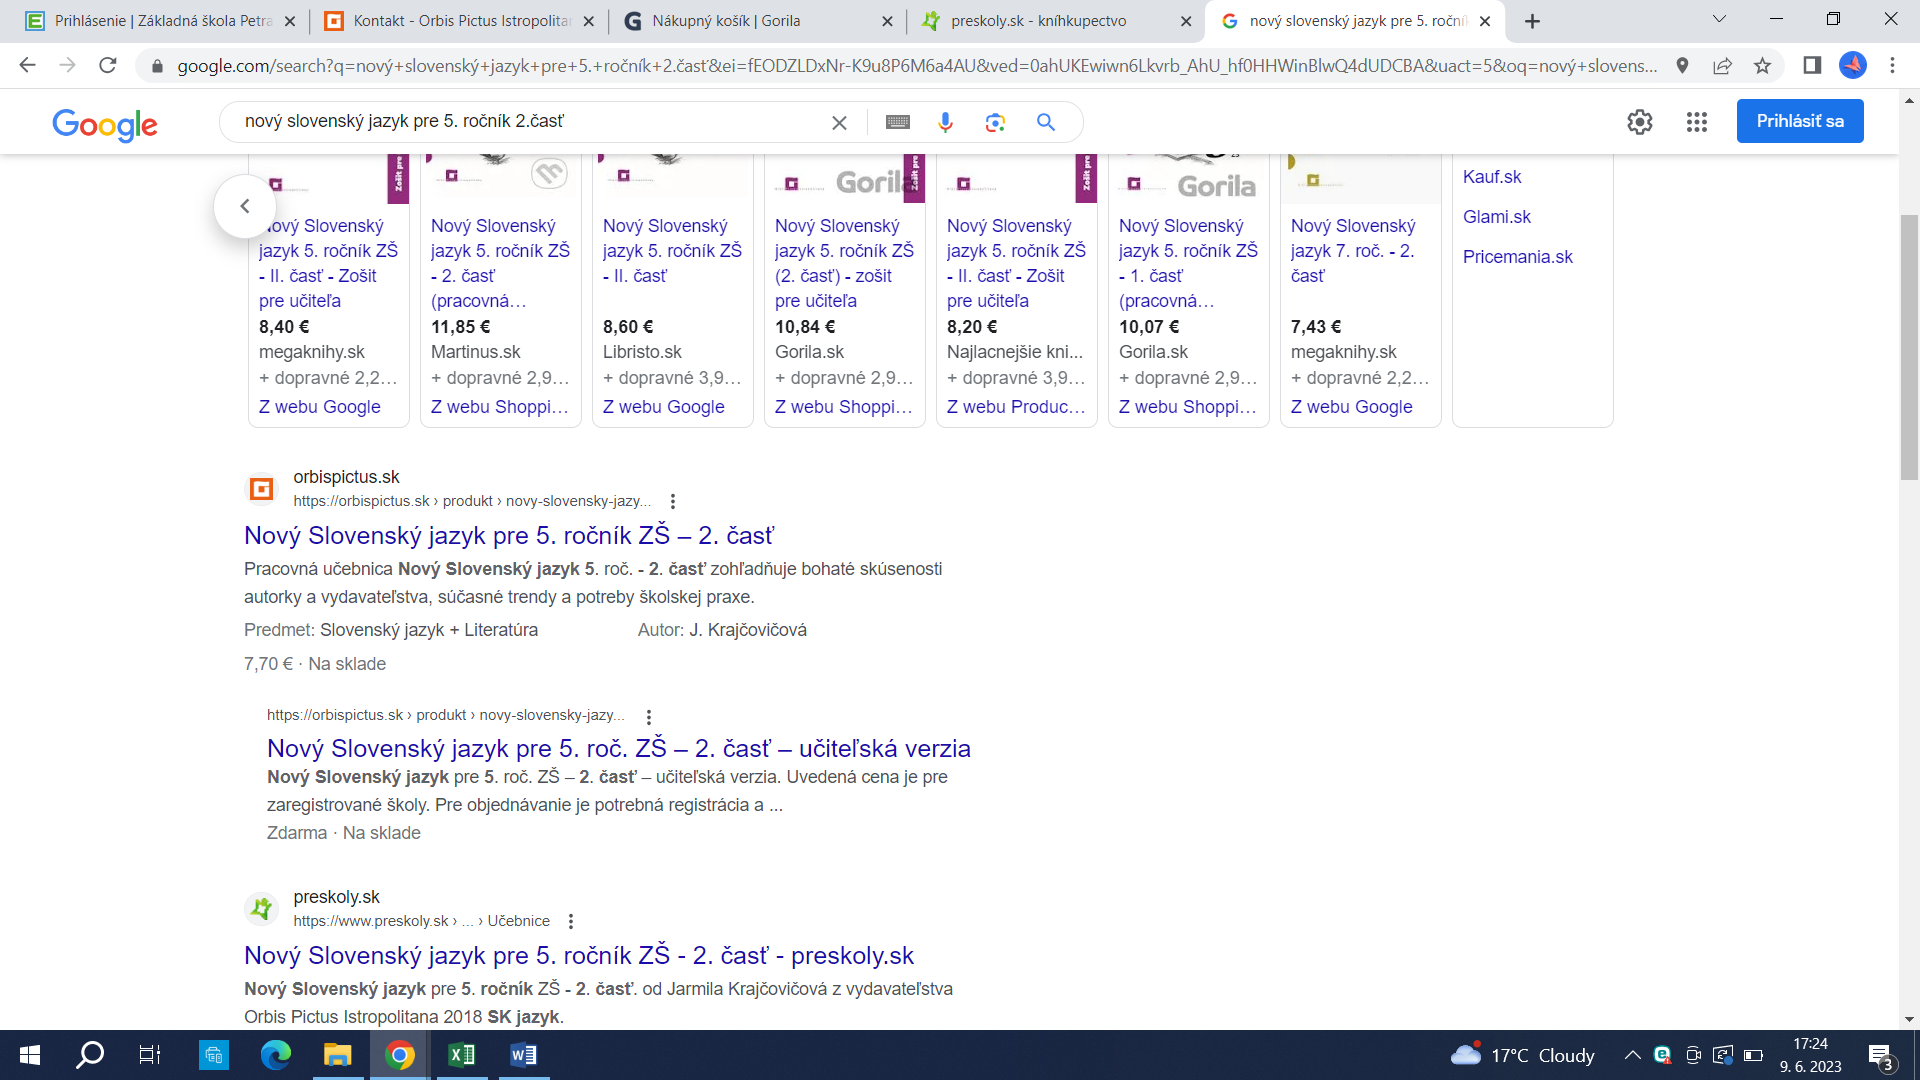 Prihlásenie | Základná škola Petra
Kontakt - Orbis Pictus Istropolitan
Nákupný košík | Gorila
preskoly.sk - kníhkupectvo
nový slovenský jazyk pre 5. roční
google.com/search?q=nový+slovenský+jazyk+pre+5.+ročník+2.časť&ei=fEODZLDxNr-K9u8P6M6a4AU&ved=0ahUKEwiwn6Lkvrb_AhU_hf0HHWinBlwQ4dUDCBA&uact=5&oq=nový+slovens...
Google
nový slovenský jazyk pre 5. ročník 2.časť
Prihlásiť sa
Nový Slovenský
jazyk 5. ročník ZŠ
- II. časť - Zošit
pre učiteľa
8,40 €
megaknihy.sk
+ dopravné 2,2...
Z webu Google
Nový Slovenský
jazyk 5. ročník ZŠ
- 2. časť
(pracovná...
11,85 €
Martinus.sk
+ dopravné 2,9...
Z webu Shoppi...
Nový Slovenský
jazyk 5. ročník ZŠ
- II. časť
8,60 €
Libristo.sk
+ dopravné 3,9...
Z webu Google
Gorila
Nový Slovenský
jazyk 5. ročník ZŠ
(2. časť) - zošit
pre učiteľa
10,84 €
Gorila.sk
+ dopravné 2,9...
Z webu Shoppi...
Nový Slovenský
jazyk 5. ročník ZŠ
- II. časť - Zošit
pre učiteľa
8,20 €
Najlacnejšie kni...
+ dopravné 3,9...
Z webu Produc...
Gorila
Nový Slovenský
jazyk 5. ročník ZŠ
- 1. časť
(pracovná...
10,07 €
Gorila.sk
+ dopravné 2,9...
Z webu Shoppi...
Nový Slovenský
jazyk 7. roč. - 2.
časť
7,43 €
megaknihy.sk
+ dopravné 2,2...
Z webu Google
Kauf.sk
Glami.sk
Pricemania.sk
orbispictus.sk
https://orbispictus.sk › produkt › novy-slovensky-jazy...
Nový Slovenský jazyk pre 5. ročník ZŠ – 2. časť
Pracovná učebnica Nový Slovenský jazyk 5. roč. - 2. časť zohľadňuje bohaté skúsenosti
autorky a vydavateľstva, súčasné trendy a potreby školskej praxe.
Predmet: Slovenský jazyk + Literatúra Autor: J. Krajčovičová
7,70 € · Na sklade
https://orbispictus.sk › produkt › novy-slovensky-jazy...
Nový Slovenský jazyk pre 5. roč. ZŠ – 2. časť – učiteľská verzia
Nový Slovenský jazyk pre 5. roč. ZŠ – 2. časť – učiteľská verzia. Uvedená cena je pre
zaregistrované školy. Pre objednávanie je potrebná registrácia a ...
Zdarma · Na sklade
preskoly.sk
https://www.preskoly.sk › ... › Učebnice
Nový Slovenský jazyk pre 5. ročník ZŠ - 2. časť - preskoly.sk
Nový Slovenský jazyk pre 5. ročník ZŠ - 2. časť. od Jarmila Krajčovičová z vydavateľstva
Orbis Pictus Istropolitana 2018 SK jazyk.
17°C Cloudy
17:24
9. 6. 2023
3